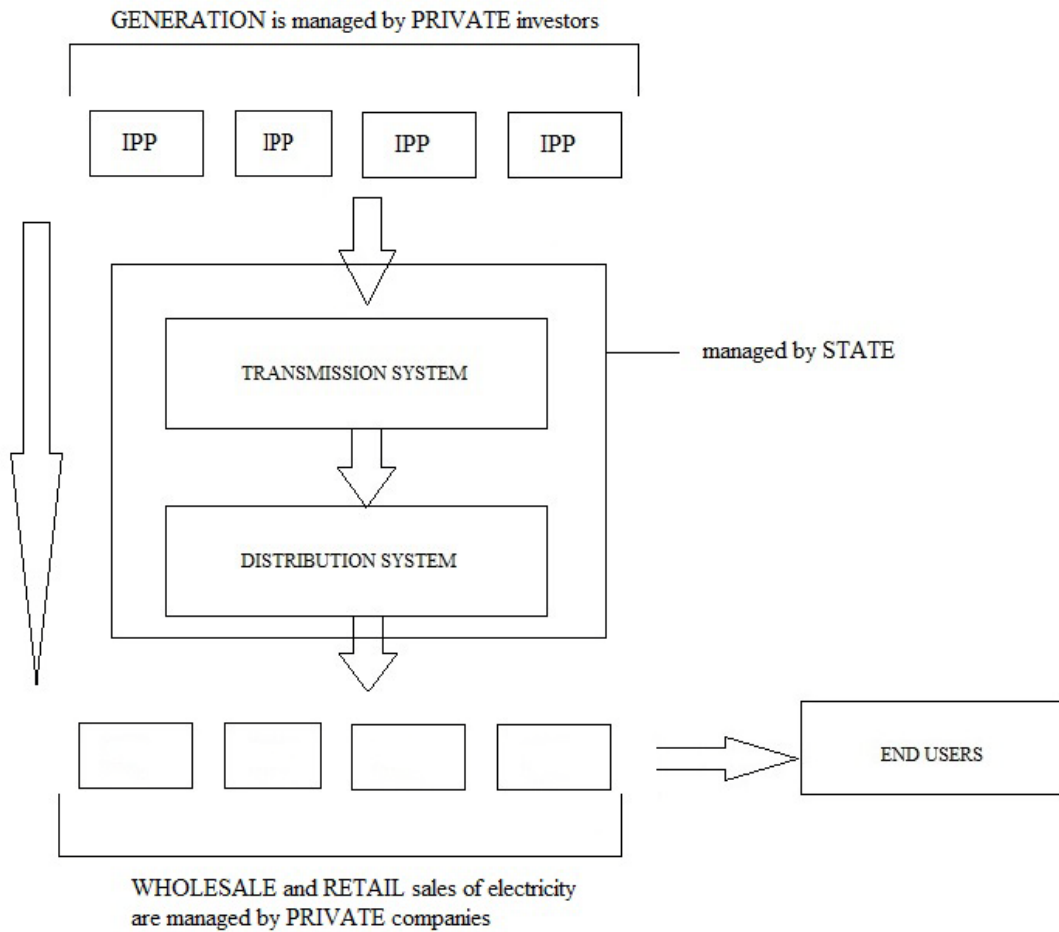 GENERATION is managed by PRIVATE investors
IPP
IPP
IPP
IPP
TRANSMISSION SYSTEM
managed by STATE
DISTRIBUTION SYSTEM
END USERS
WHOLESALE and RETAIL sales of electricity
are managed by PRIVATE companies